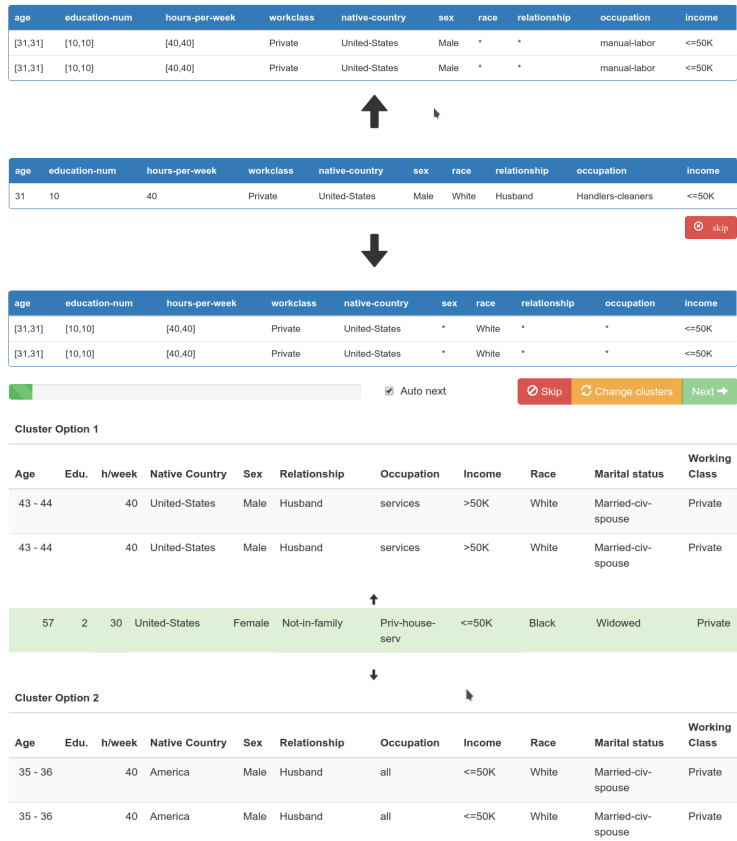 age education-num hours-per-week workclass native-country sex race relationship occupation income
[31,31] [10,10] [40,40] Private United-States Male * * manual-labor <=50K
[31,31] [10,10] [40,40] Private United-States Male * * manual-labor <=50K
age education-num hours-per-week workclass native-country sex race relationship occupation income
31 10 40 Private United-States Male White Husband Handlers-cleaners <=50K
skip
age education-num hours-per-week workclass native-country sex race relationship occupation income
[31,31] [10,10] [40,40] Private United-States * White * * <=50K
[31,31] [10,10] [40,40] Private United-States * White * * <=50K
Auto next Skip Change clusters Next
Cluster Option 1
Working
Age Edu. h/week Native Country Sex Relationship Occupation Income Race Marital status Class
43 - 44 40 United-States Male Husband services >50K White Married-civ- Private
spouse
43 - 44 40 United-States Male Husband services >50K White Married-civ- Private
spouse
57 2 30 United-States Female Not-in-family Priv-house- <=50K Black Widowed Private
serv
Cluster Option 2
Working
Age Edu. h/week Native Country Sex Relationship Occupation Income Race Marital status Class
35 - 36 40 America Male Husband all <=50K White Married-civ- Private
spouse
35 - 36 40 America Male Husband all <=50K White Married-civ- Private
spouse